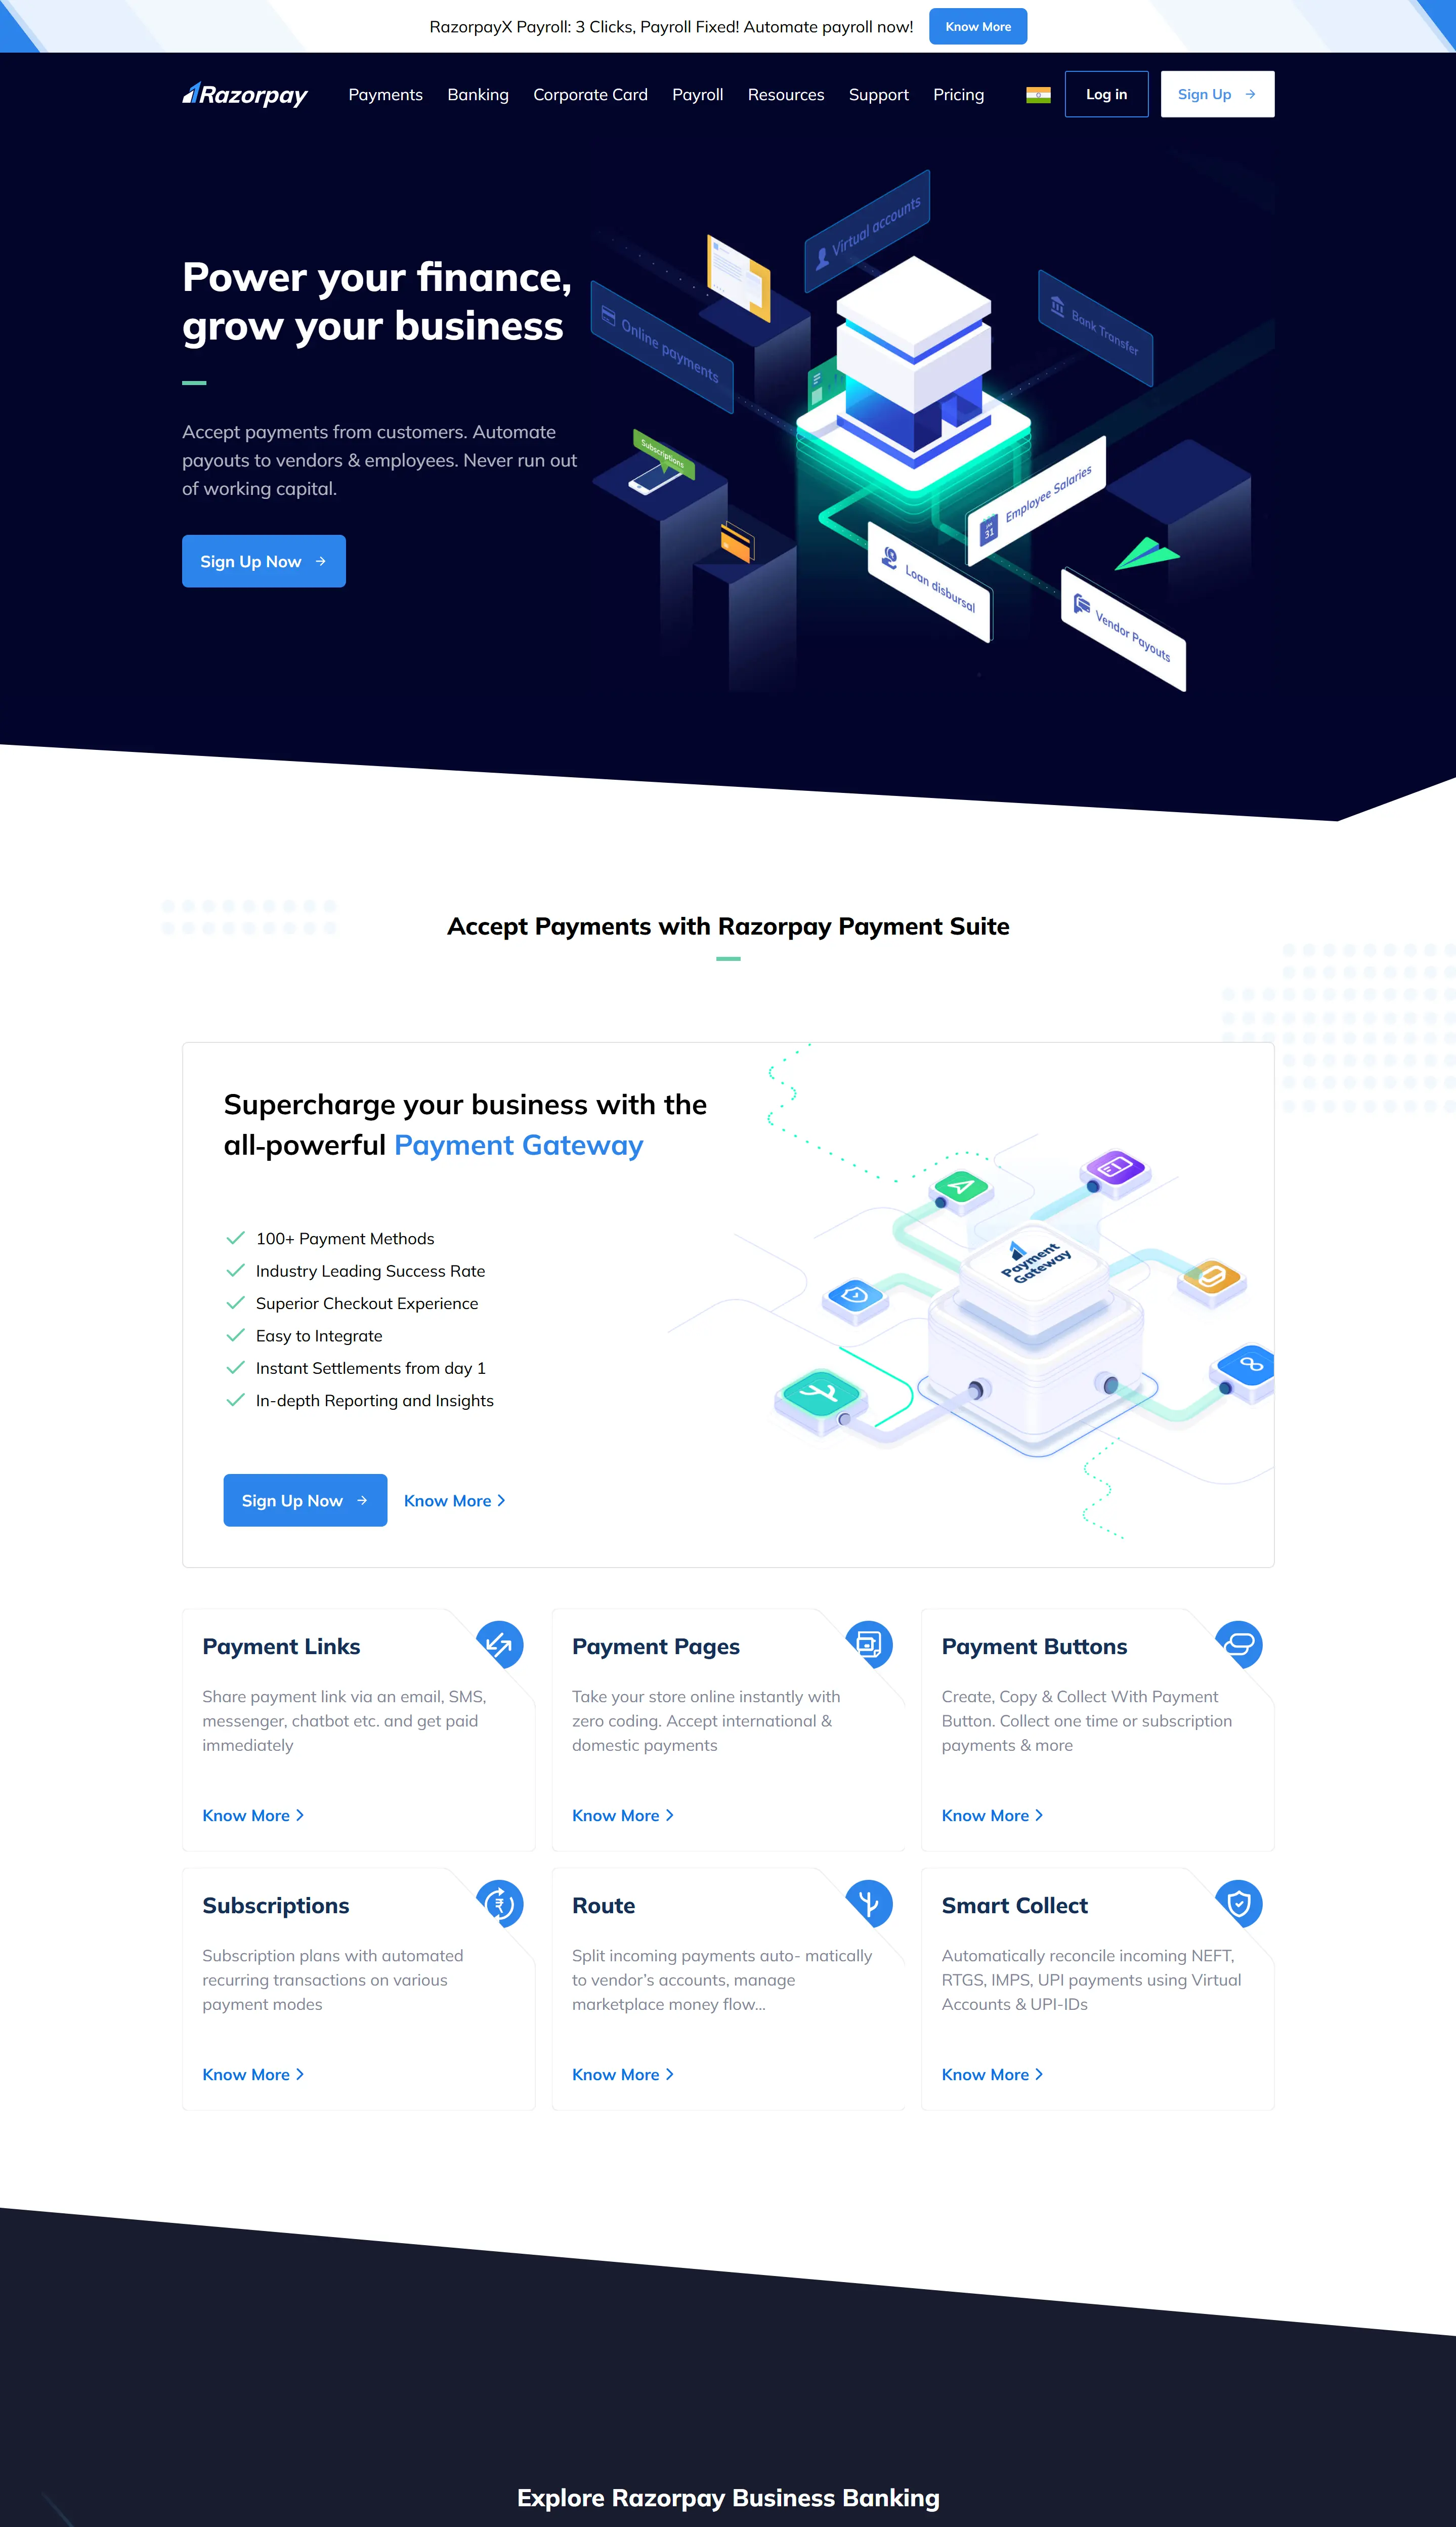 RazorpayX Payroll: 3 Clicks, Payroll Fixed! Automate payroll now!
Know More
Razorpay
Payments
Banking
Corporate Card
Payroll
Resources
Support
Pricing
Log in
Sign Up
Power your finance,
grow your business
Accept payments from customers. Automate
payouts to vendors & employees. Never run out
of working capital.
Sign Up Now
Virtual accounts
Online payments
Bank Transfer
Subscriptions
Employee Salaries
31
Loan disbursal
Vendor Payouts
Accept Payments with Razorpay Payment Suite
Supercharge your business with the
all-powerful Payment Gateway
100+ Payment Methods
Industry Leading Success Rate
Superior Checkout Experience
Easy to Integrate
Instant Settlements from day 1
In-depth Reporting and Insights
Sign Up Now
Know More
Payment
Gateway
Payment Links
Share payment link via an email, SMS,
messenger, chatbot etc. and get paid
immediately
Know More
Payment Pages
Take your store online instantly with
zero coding. Accept international &
domestic payments
Know More
Payment Buttons
Create, Copy & Collect With Payment
Button. Collect one time or subscription
payments & more
Know More
Subscriptions
₹
Subscription plans with automated
recurring transactions on various
payment modes
Know More
Route
Split incoming payments auto- matically
to vendor’s accounts, manage
marketplace money flow...
Know More
Smart Collect
Automatically reconcile incoming NEFT,
RTGS, IMPS, UPI payments using Virtual
Accounts & UPI-IDs
Know More
Explore Razorpay Business Banking